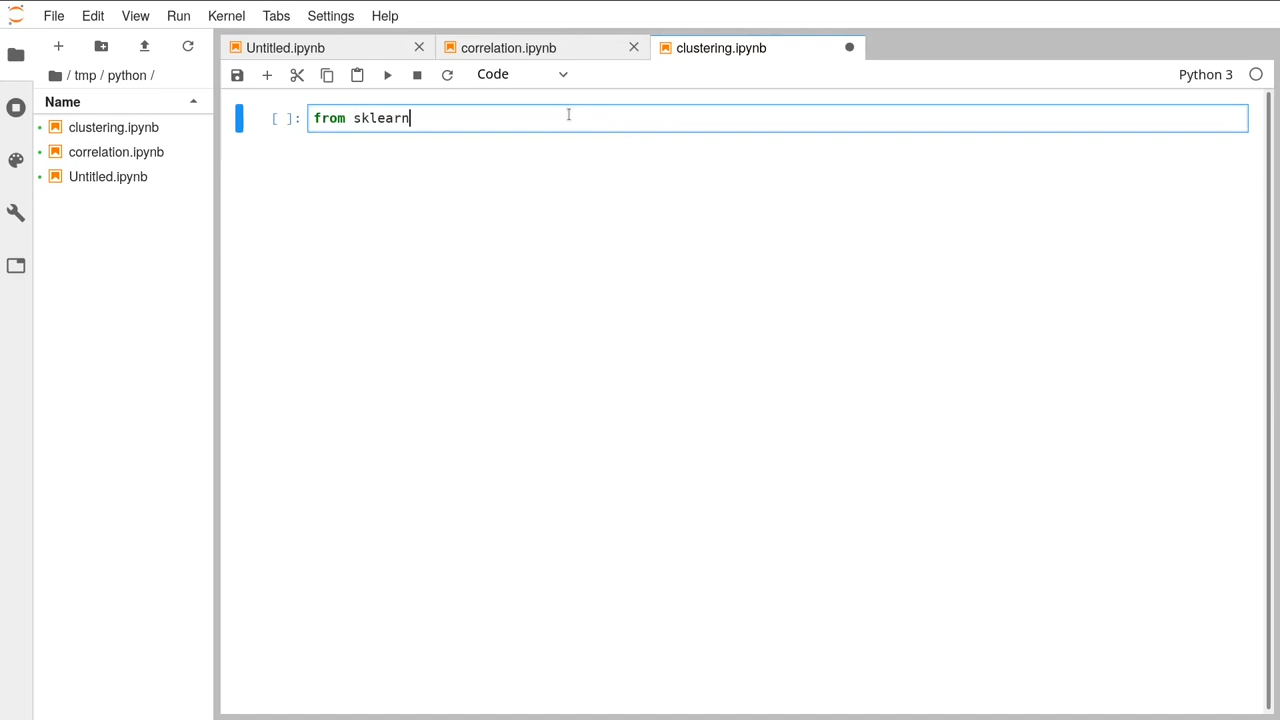 File Edit View Run Kernel Tabs Settings Help
Untitled.ipynb correlation.ipynb clustering.ipynb
/ tmp / python /
Code
Python 3
Name
clustering.ipynb
correlation.ipynb
Untitled.ipynb
[ ]: from sklearn